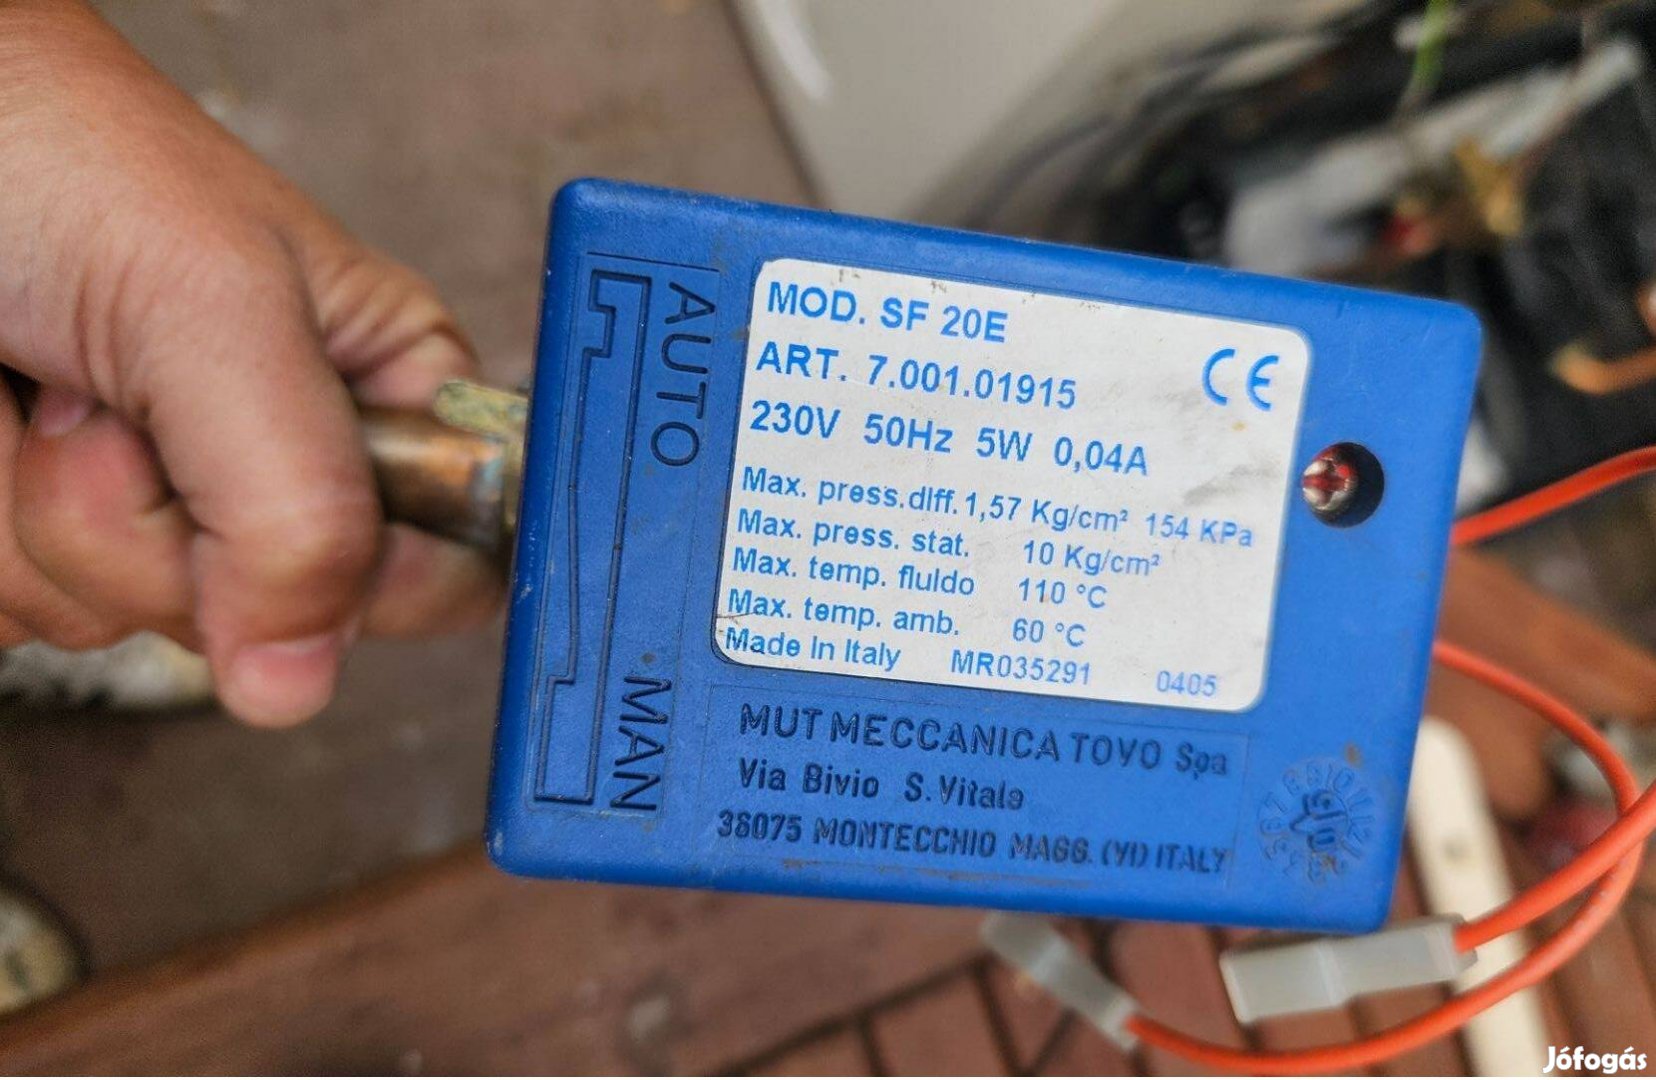 AUTO
MAN
MOD. SF 20E
ART. 7.001.01915
CE
230V 50Hz 5W 0,04A
Max. press.diff. 1,57 Kg/cm² 154 KPa
Max. press. stat. 10 Kg/cm²
Max. temp. fluido 110 °C
Max. temp. amb. 60 °C
Made In Italy MR035291 0405
MUT MECCANICA TOVO Spa
Via Bivio S.Vitale
36075 MONTECCHIO MAGG. (VI) ITALY
Jófogás